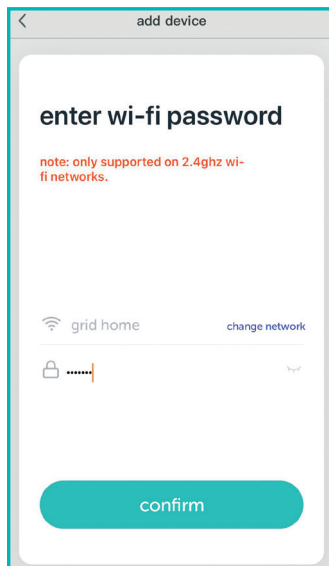 add device
enter wi-fi password
note: only supported on 2.4ghz wi-
fi networks.
grid home
change network
•••••••
confirm